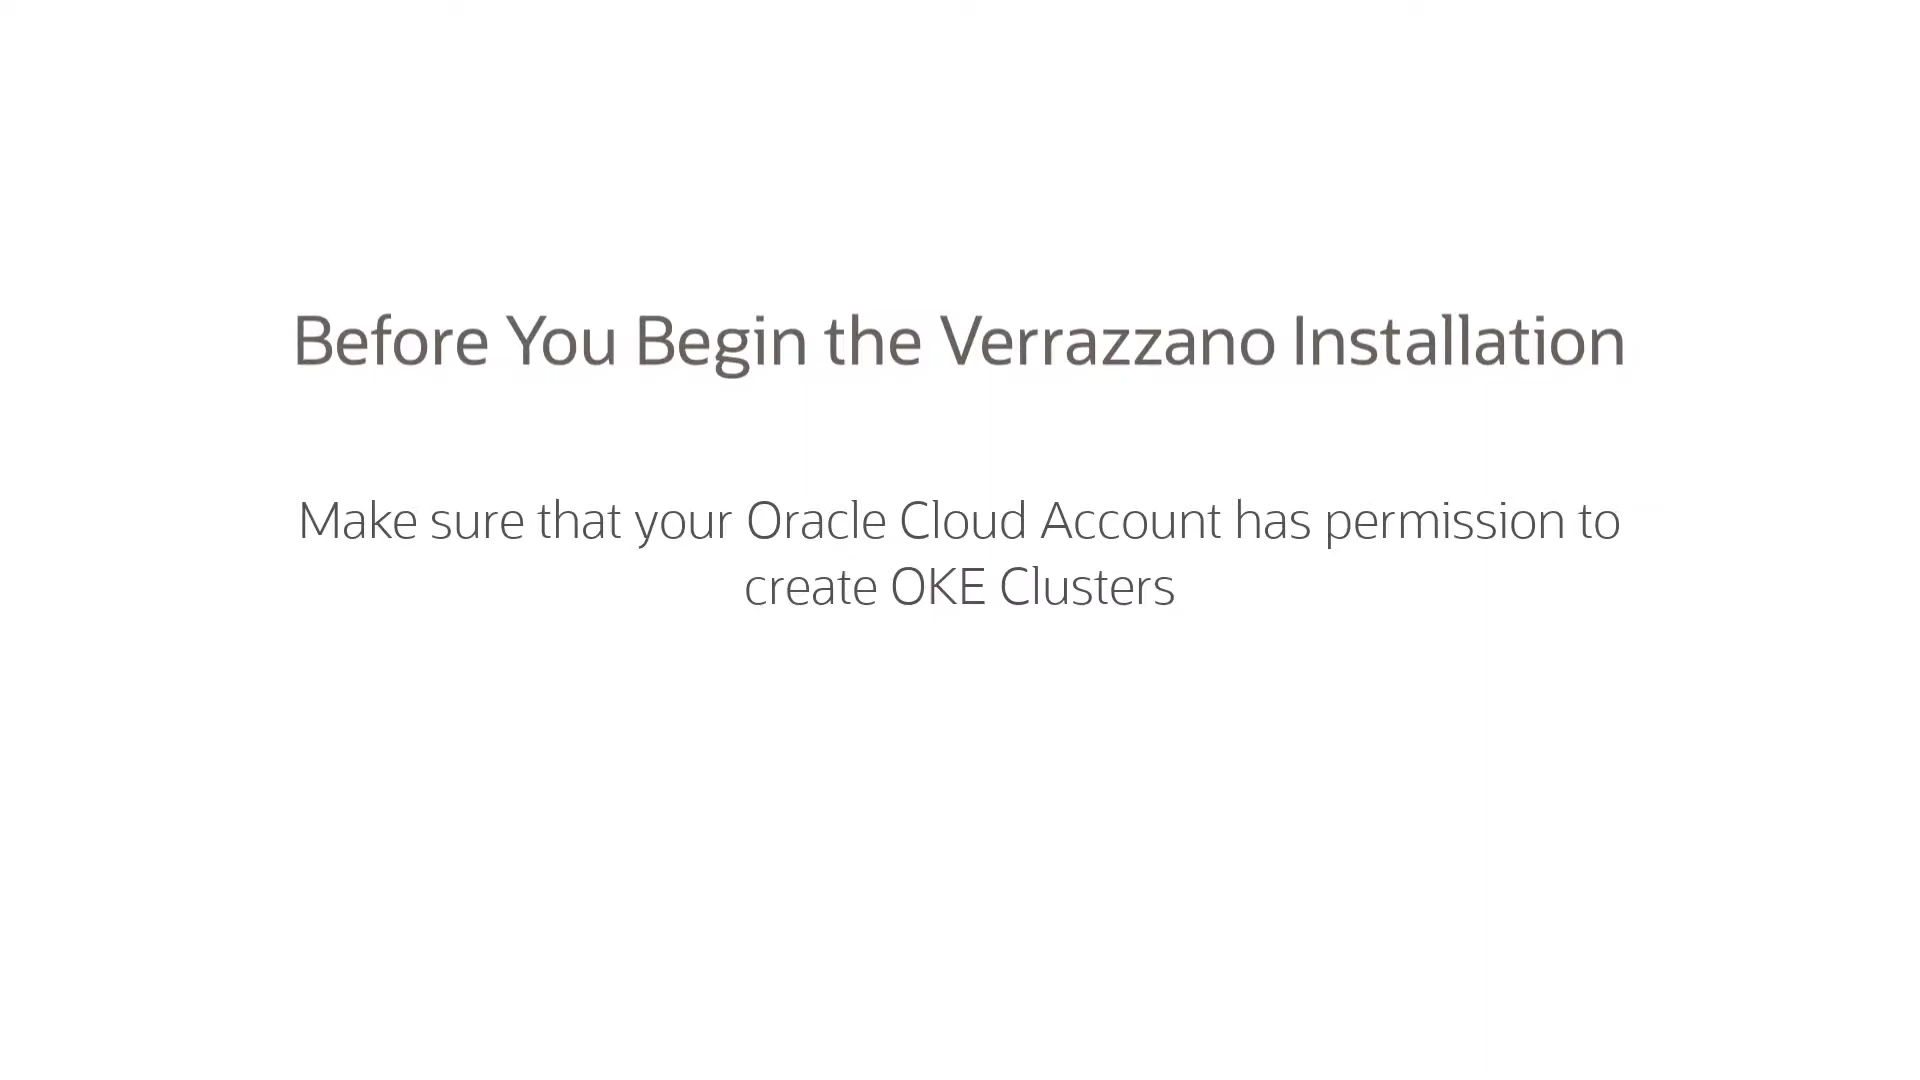 Before You Begin the Verrazzano Installation
Make sure that your Oracle Cloud Account has permission to
create OKE Clusters